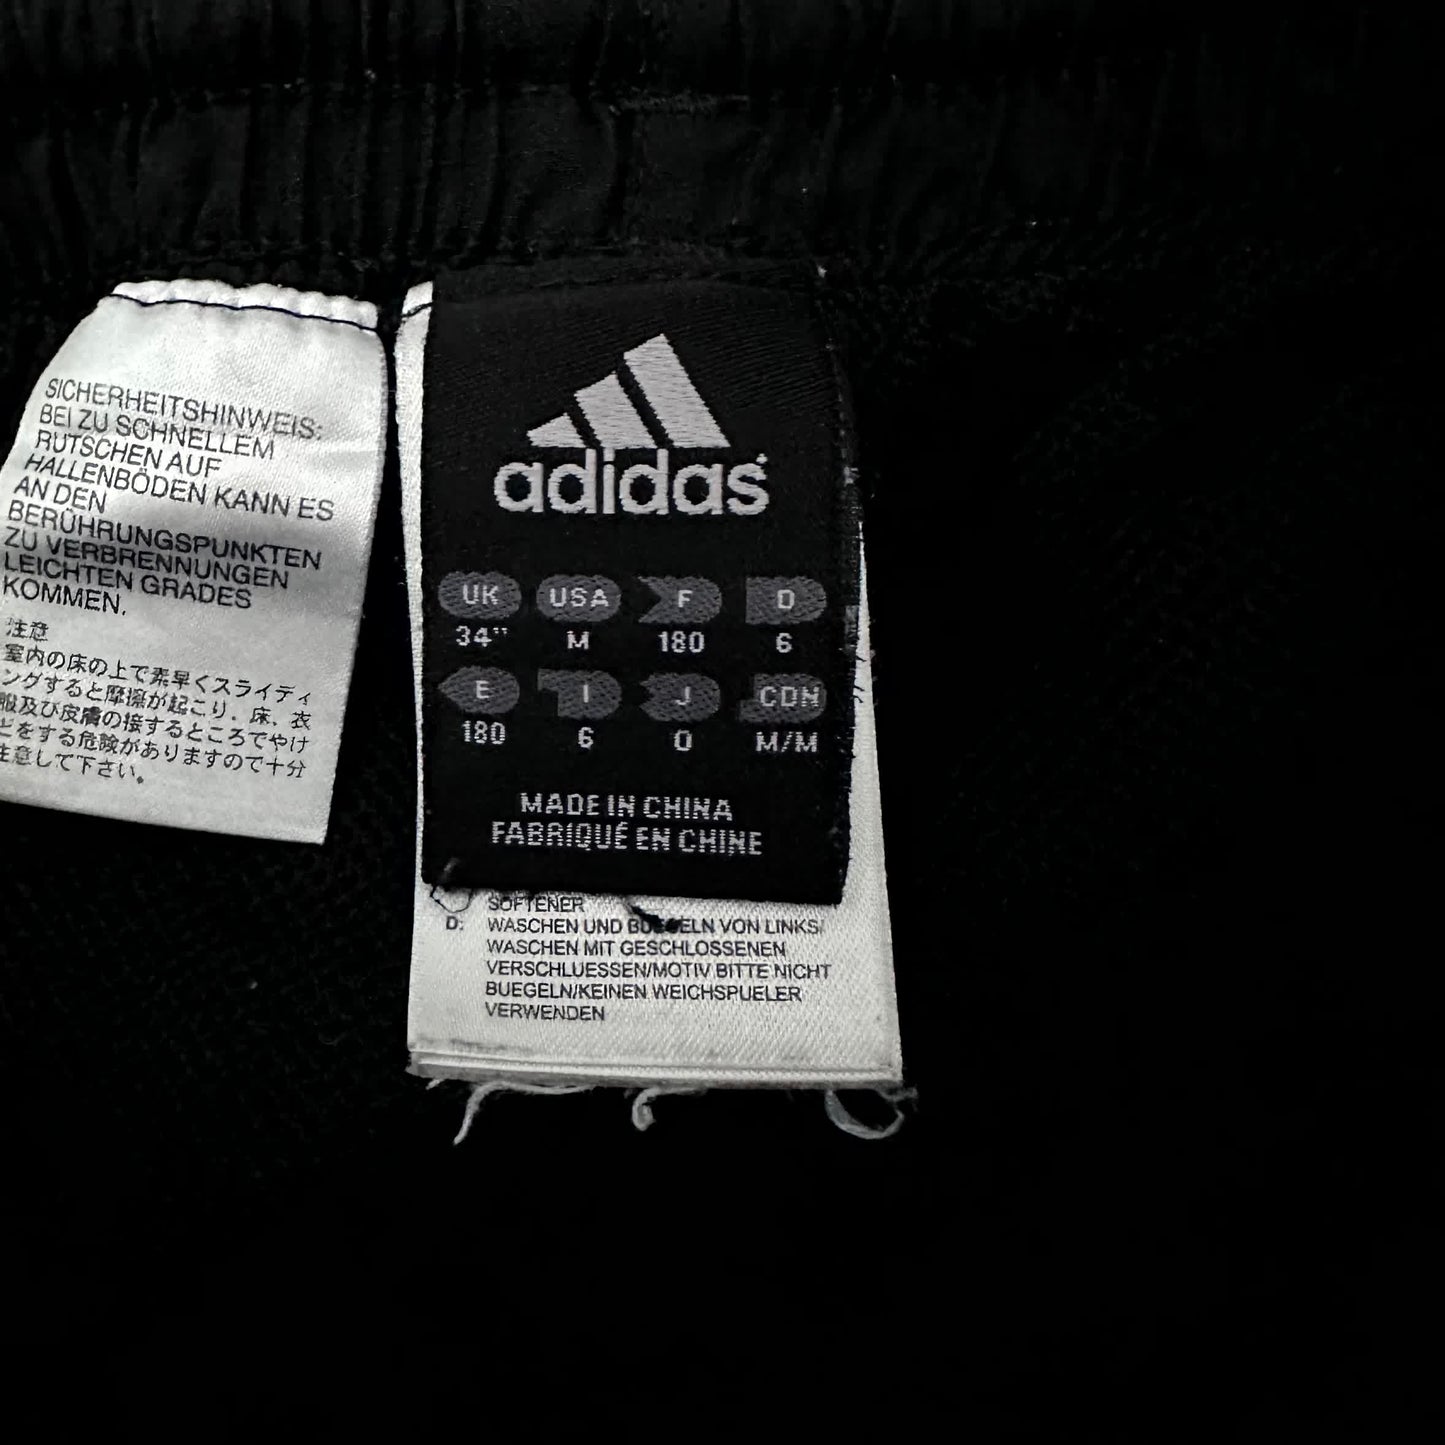 SICHERHEITSHINWEIS:
BEI ZU SCHNELLEM
RUTSCHEN AUF
HALLENBÖDEN KANN ES
AN DEN
BERÜHRUNGSPUNKTEN
ZU VERBRENNUNGEN
LEICHTEN GRADES
KOMMEN.
注意
室内の床の上で素早くスライディ
ングすると摩擦が起こり、床、衣
服及び皮膚の接するところでやけ
どをする危険がありますので十分
注意して下さい。
adidas
UK USA F D
34" M 180 6
E I J CDN
180 6 O M/M
MADE IN CHINA
FABRIQUÉ EN CHINE
SOFTENER
D: WASCHEN UND BUEGELN VON LINKS/
WASCHEN MIT GESCHLOSSENEN
VERSCHLUESSEN/MOTIV BITTE NICHT
BUEGELN/KEINEN WEICHSPUELER
VERWENDEN